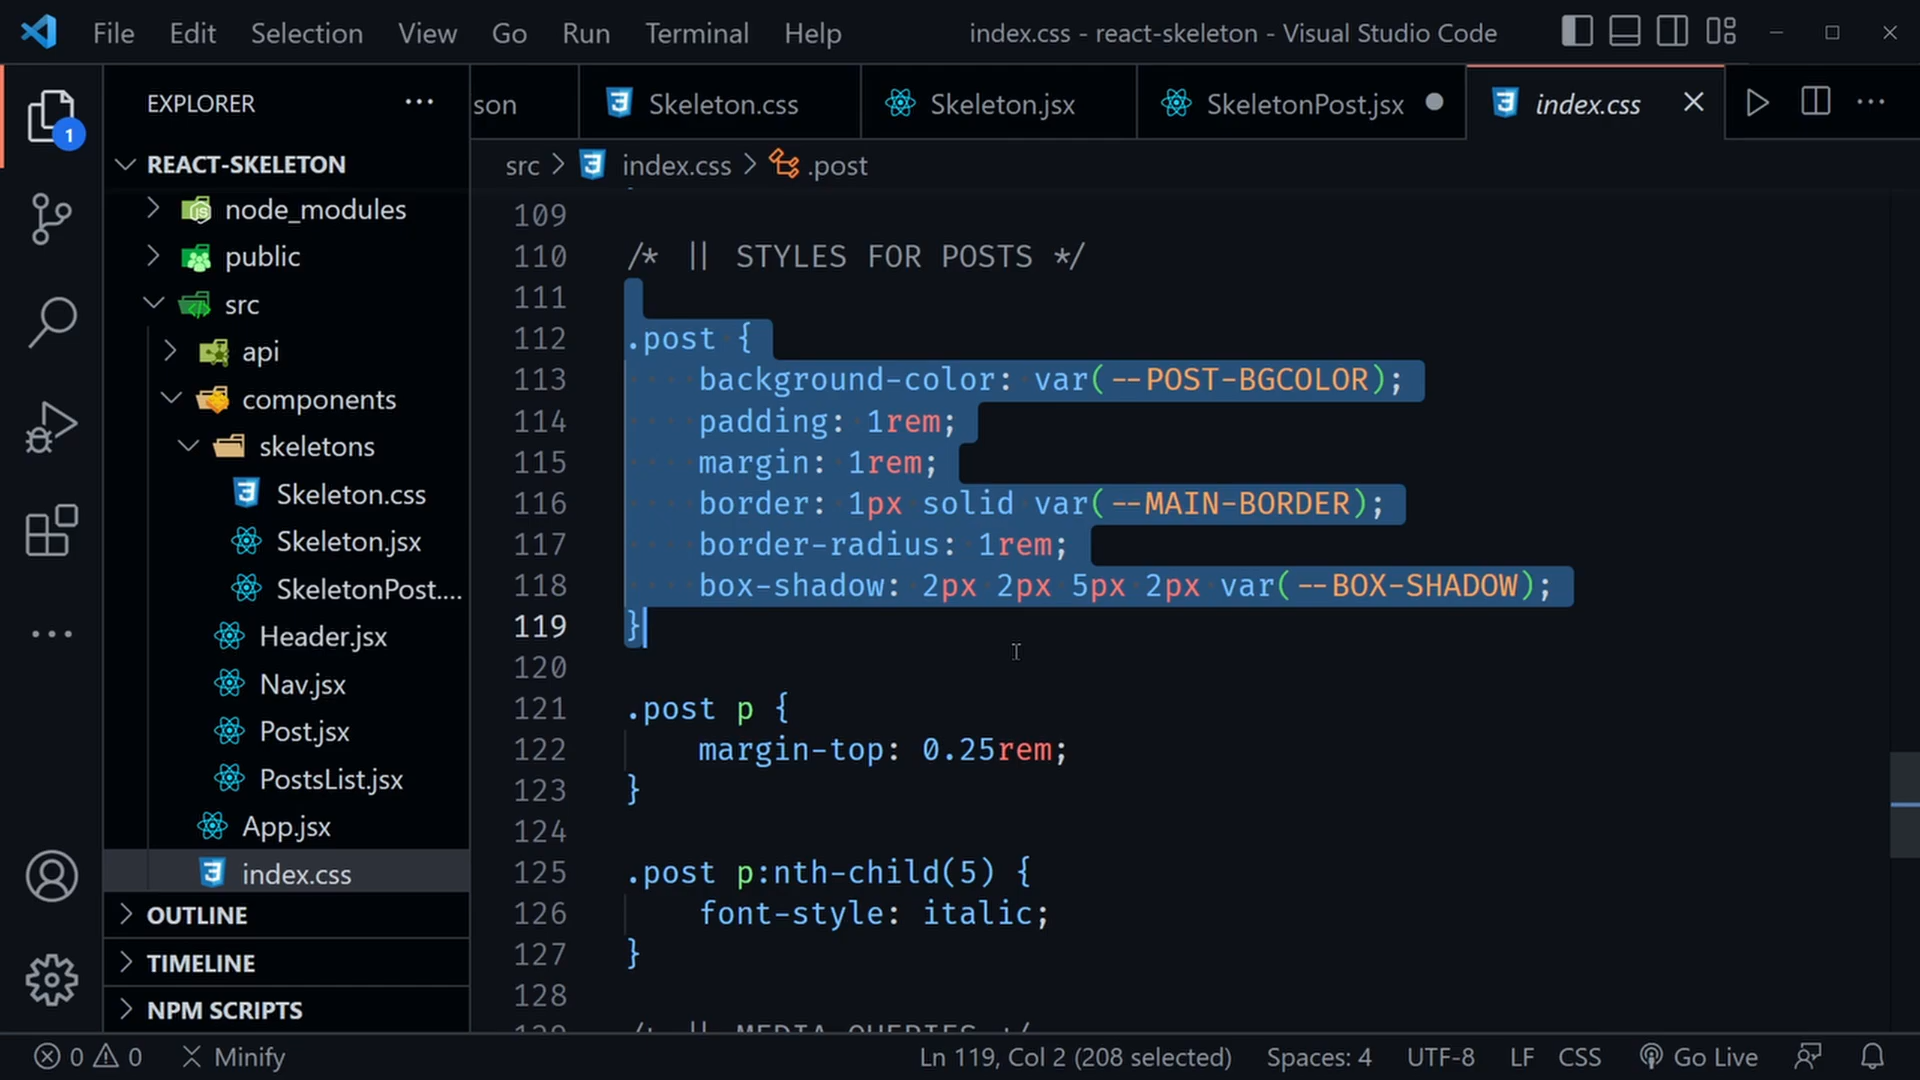 File Edit Selection View Go Run Terminal Help index.css - react-skeleton - Visual Studio Code
1
EXPLORER
REACT-SKELETON
node_modules
public
src
api
components
skeletons
Skeleton.css
Skeleton.jsx
SkeletonPost....
Header.jsx
Nav.jsx
Post.jsx
PostsList.jsx
App.jsx
index.css
OUTLINE
TIMELINE
NPM SCRIPTS
son Skeleton.css Skeleton.jsx SkeletonPost.jsx index.css
src > index.css > .post
109
110 /* || STYLES FOR POSTS */
111
112 .post {
113 background-color: var(--POST-BGCOLOR);
114 padding: 1rem;
115 margin: 1rem;
116 border: 1px solid var(--MAIN-BORDER);
117 border-radius: 1rem;
118 box-shadow: 2px 2px 5px 2px var(--BOX-SHADOW);
119 }
120
121 .post p {
122 margin-top: 0.25rem;
123 }
124
125 .post p:nth-child(5) {
126 font-style: italic;
127 }
128
129 /* || MEDIA QUERIES */
0 0 Minify Ln 119, Col 2 (208 selected) Spaces: 4 UTF-8 LF CSS Go Live